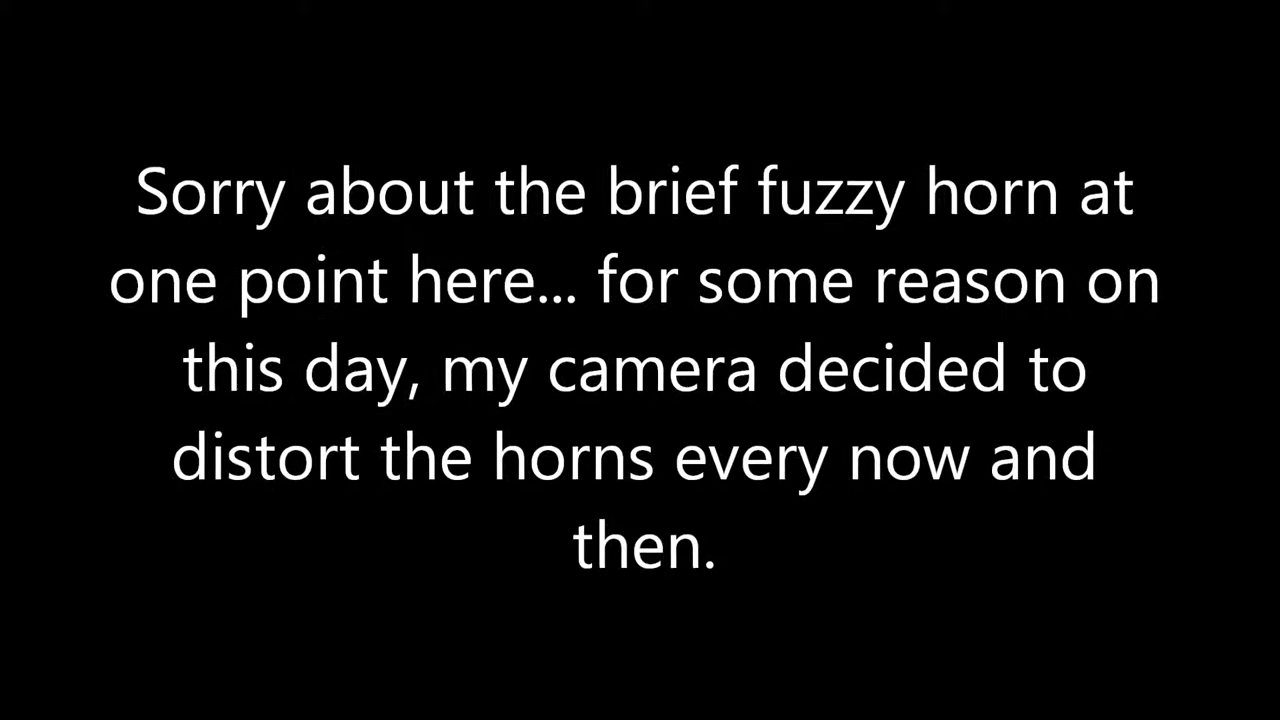 Sorry about the brief fuzzy horn at
one point here... for some reason on
this day, my camera decided to
distort the horns every now and
then.